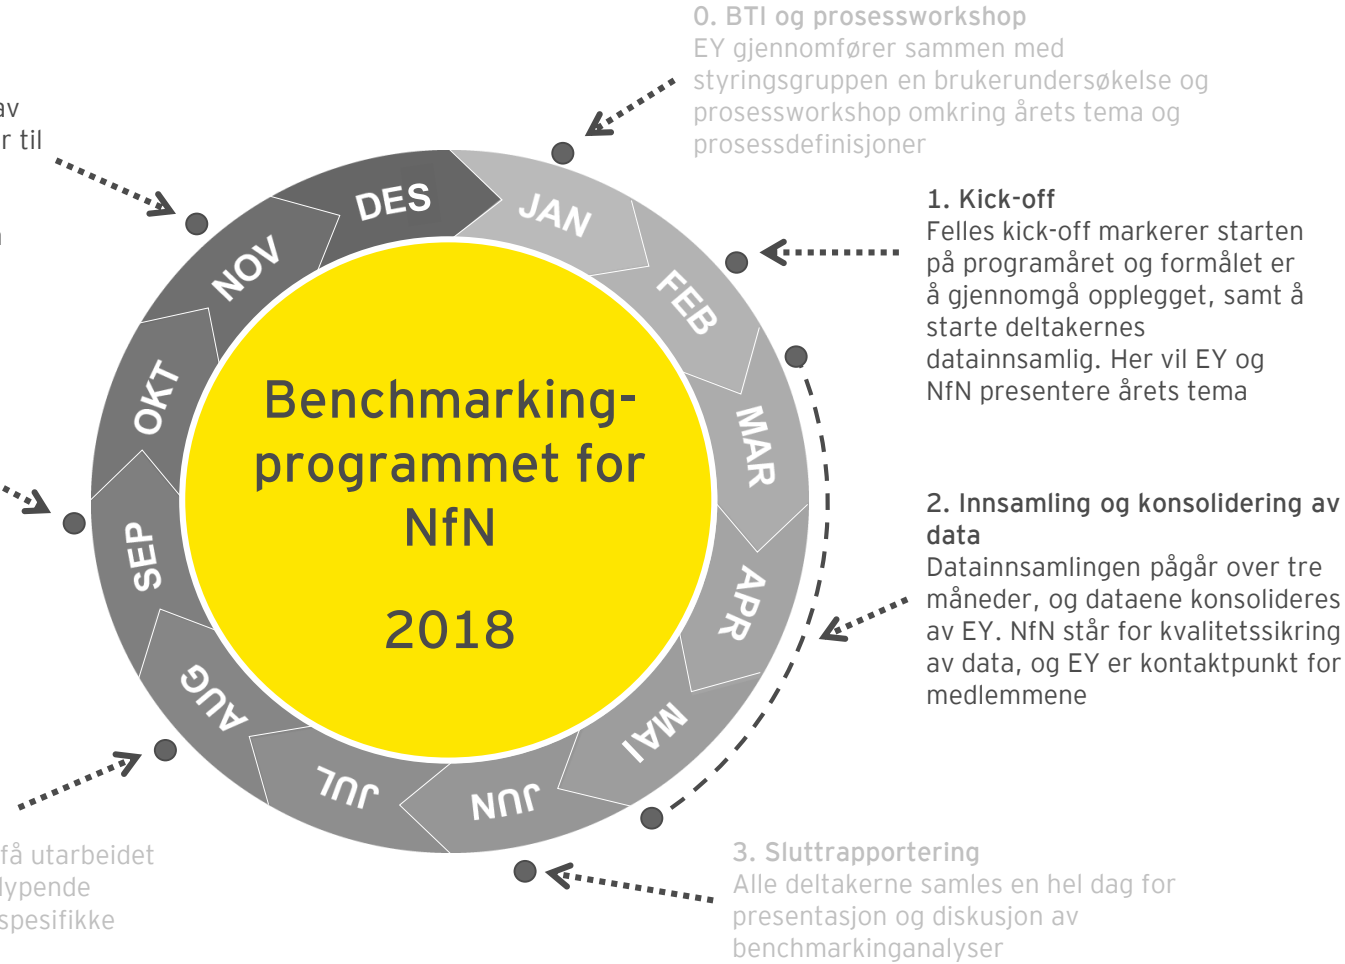 0. BTI og prosessworkshop
EY gjennomfører sammen med
styringsgruppen en brukerundersøkelse og
prosessworkshop omkring årets tema og
prosessdefinisjoner
1. Kick-off
Felles kick-off markerer starten
på programåret og formålet er
å gjennomgå opplegget, samt å
starte deltakernes
datainnsamlig. Her vil EY og
NfN presentere årets tema
2. Innsamling og konsolidering av
data
Datainnsamlingen pågår over tre
måneder, og dataene konsolideres
av EY. NfN står for kvalitetssikring
av data, og EY er kontaktpunkt for
medlemmene
3. Sluttrapportering
Alle deltakerne samles en hel dag for
presentasjon og diskusjon av
benchmarkinganalyser
få utarbeidet
lypende
spesifikke
av
r til
JAN
FEB
MAR
APR
MAI
JUN
JUL
AUG
SEP
OKT
NOV
DES
Benchmarking-
programmet for
NfN
2018